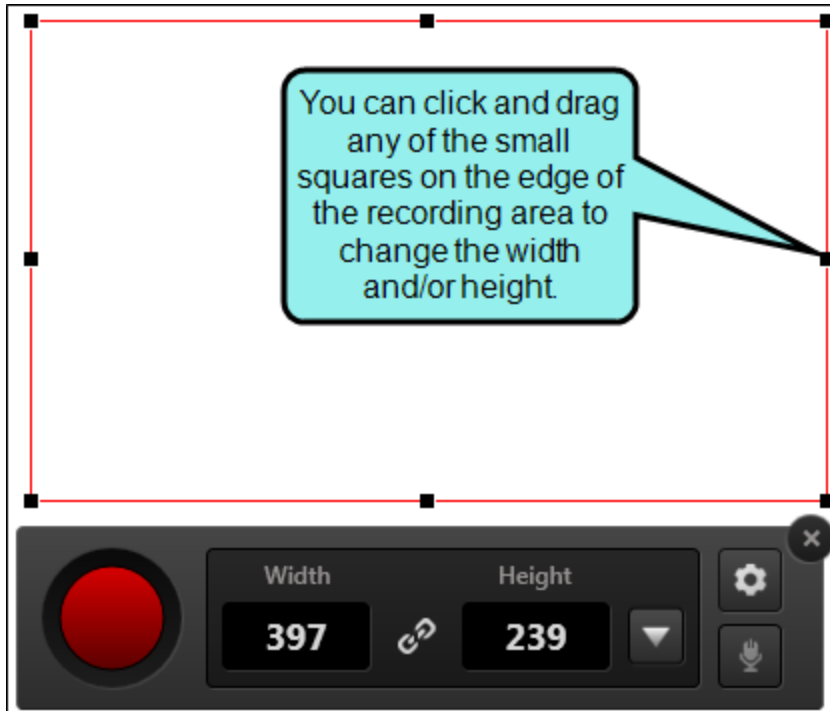 You can click and drag
any of the small
squares on the edge of
the recording area to
change the width
and/or height.
Width Height
397 239